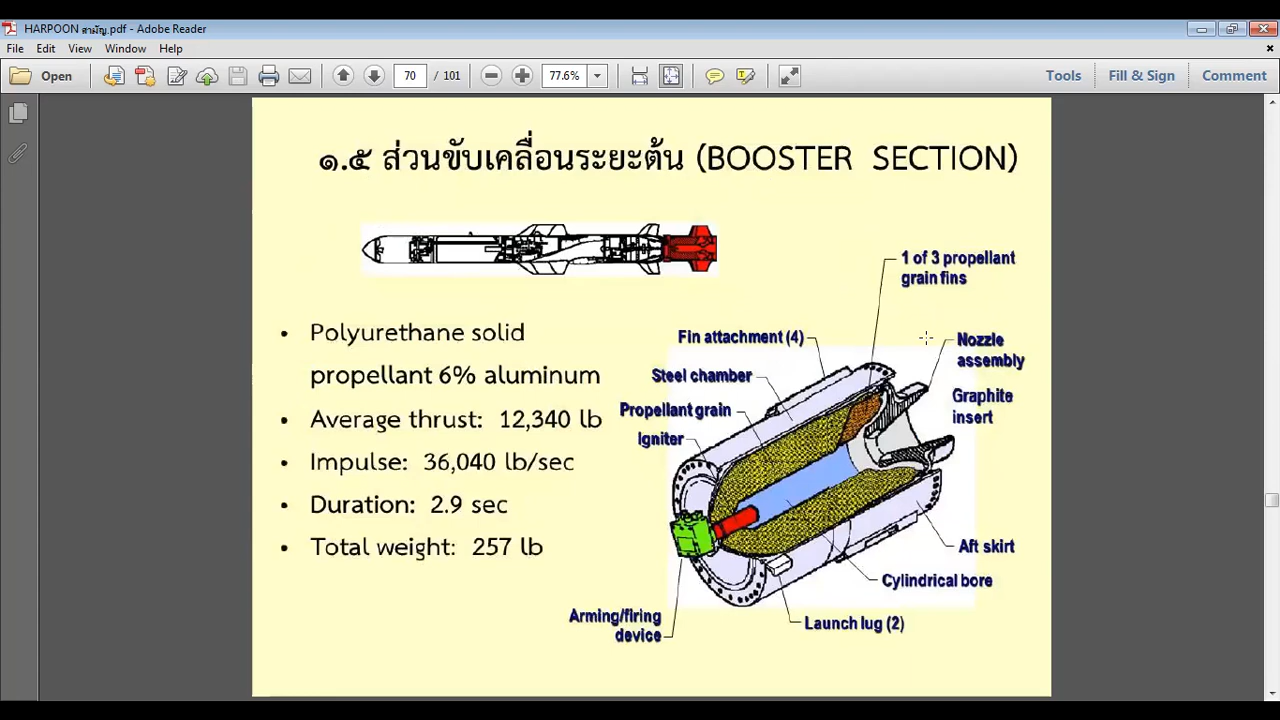 HARPOON สามัญ.pdf - Adobe Reader
File Edit View Window Help
Open 70 / 101 77.6% Tools Fill & Sign Comment
๑.๕ ส่วนขับเคลื่อนระยะต้น (BOOSTER SECTION)
• Polyurethane solid
propellant 6% aluminum
• Average thrust: 12,340 lb
• Impulse: 36,040 lb/sec
• Duration: 2.9 sec
• Total weight: 257 lb
1 of 3 propellant
grain fins
Fin attachment (4)
Nozzle
assembly
Steel chamber
Graphite
insert
Propellant grain
Igniter
Aft skirt
Cylindrical bore
Arming/firing
device
Launch lug (2)